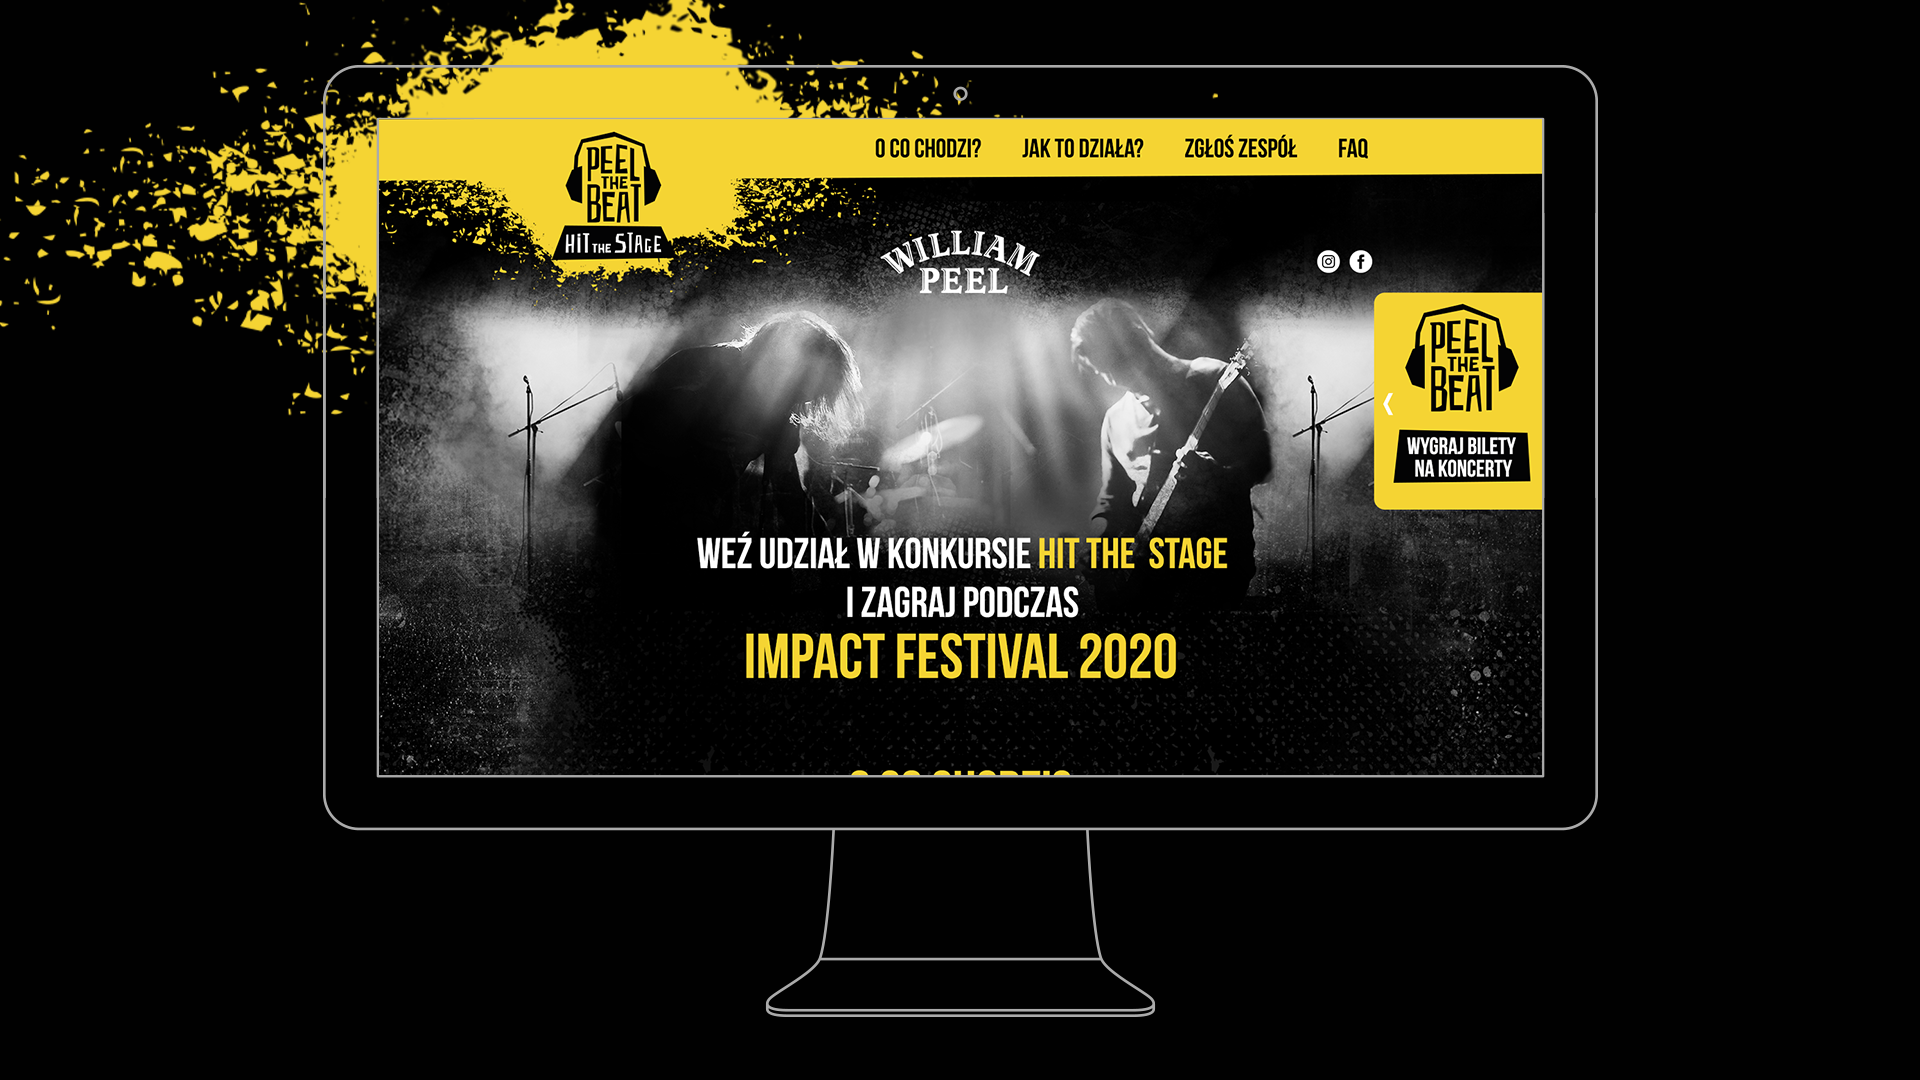 PEEL
THE
BEAT
HIT THE STAGE
O CO CHODZI?
JAK TO DZIAŁA?
ZGŁOŚ ZESPÓŁ
FAQ
WILLIAM
PEEL
PEEL
THE
BEAT
WYGRAJ BILETY
NA KONCERTY
WEŹ UDZIAŁ W KONKURSIE HIT THE STAGE
I ZAGRAJ PODCZAS
IMPACT FESTIVAL 2020